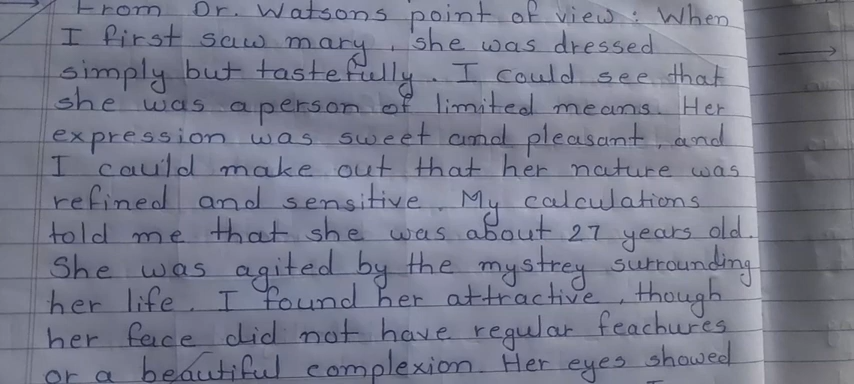 From Dr. Watsons point of view: When
I first saw mary, she was dressed
simply but tastefully. I could see that
she was a person of limited means. Her
expression was sweet and pleasant, and
I cauld make out that her nature was
refined and sensitive. My calculations
told me that she was about 27 years old.
She was agited by the mystrey surrounding
her life. I found her attractive, though
her face did not have regular feachures
or a beautiful complexion. Her eyes showed